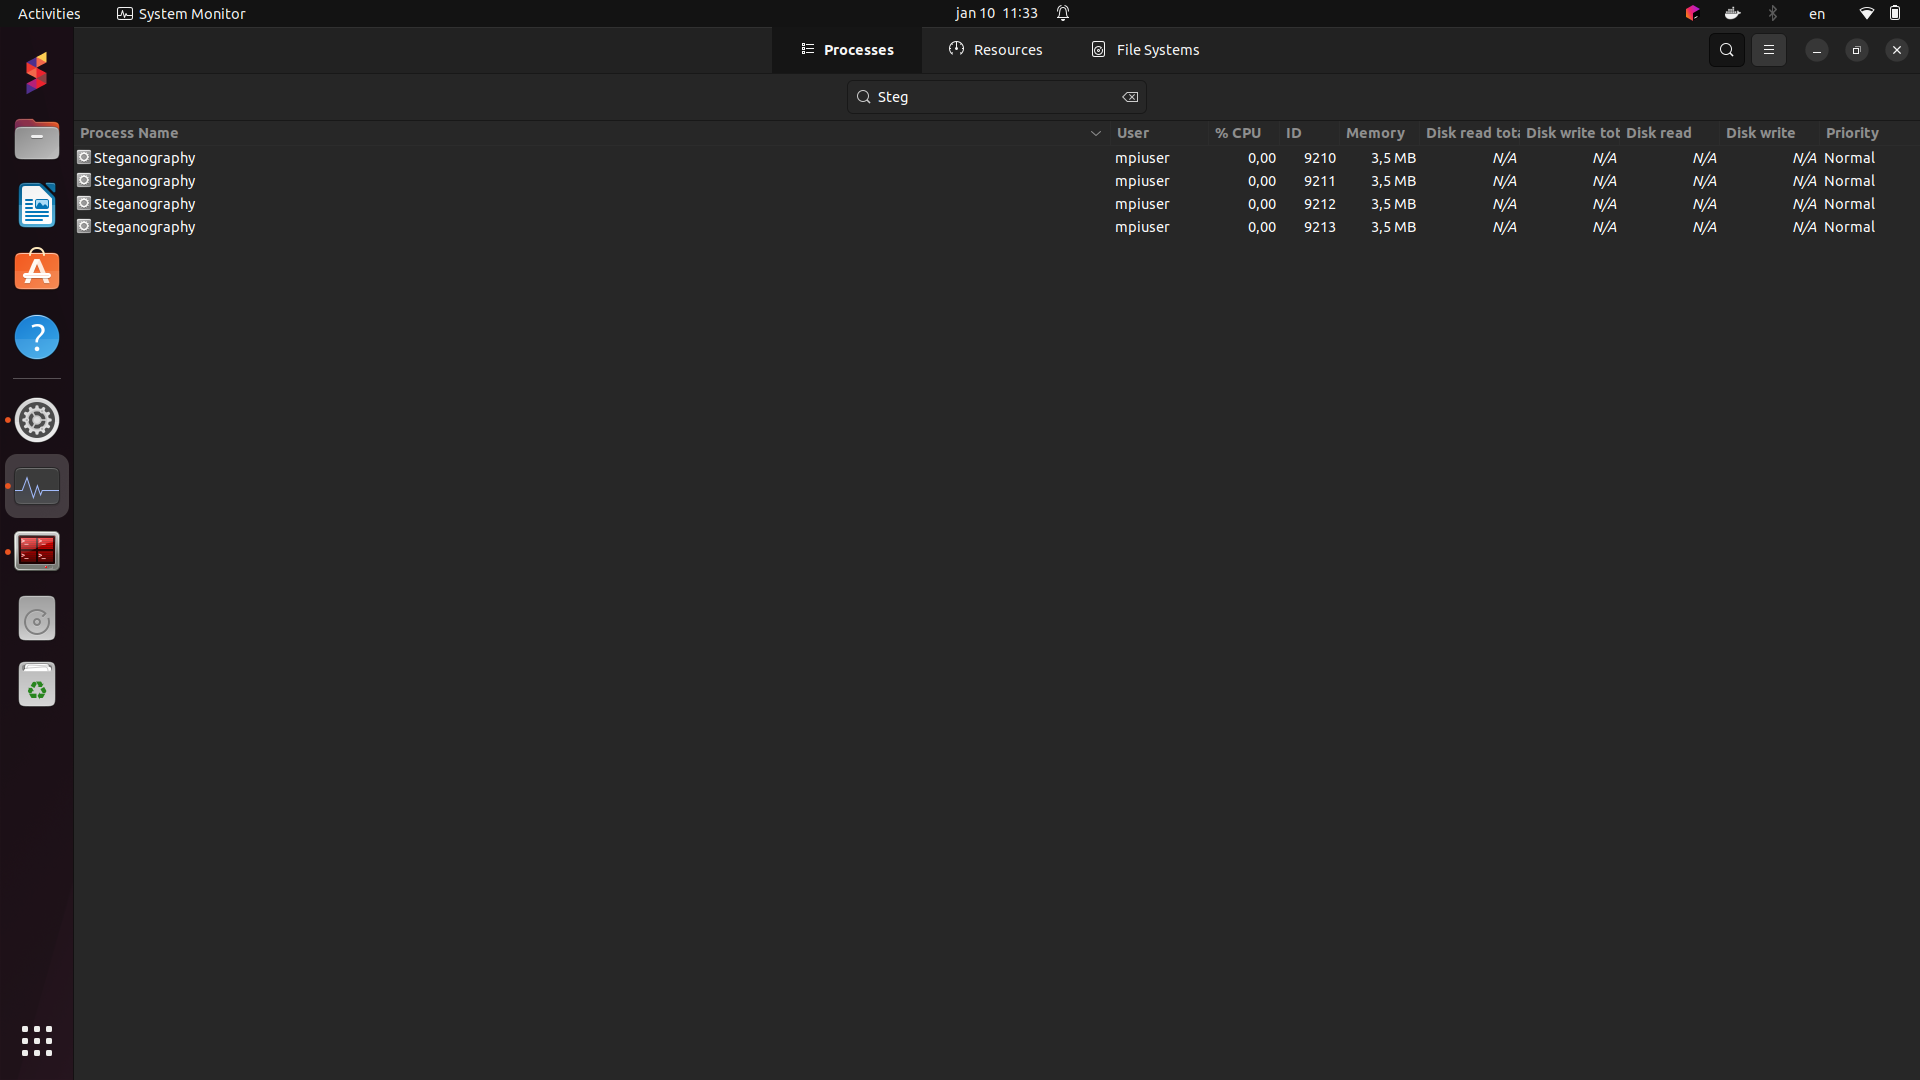 Activities System Monitor jan 10 11:33 en
Processes Resources File Systems
Steg
Process Name User % CPU ID Memory Disk read tota Disk write tot Disk read Disk write Priority
Steganography mpiuser 0,00 9210 3,5 MB N/A N/A N/A N/A Normal
Steganography mpiuser 0,00 9211 3,5 MB N/A N/A N/A N/A Normal
Steganography mpiuser 0,00 9212 3,5 MB N/A N/A N/A N/A Normal
Steganography mpiuser 0,00 9213 3,5 MB N/A N/A N/A N/A Normal